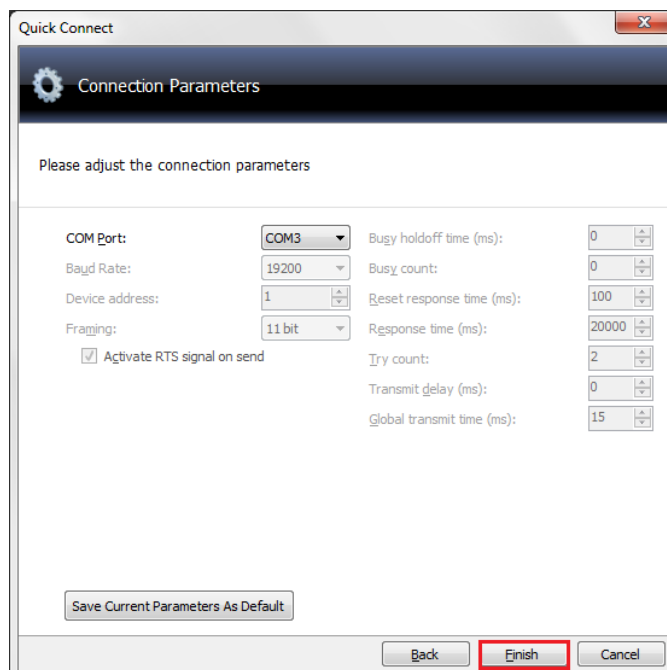 Quick Connect
Connection Parameters
Please adjust the connection parameters
COM Port: COM3
Baud Rate: 19200
Device address: 1
Framing: 11 bit
Activate RTS signal on send
Busy holdoff time (ms): 0
Busy count: 0
Reset response time (ms): 100
Response time (ms): 20000
Try count: 2
Transmit delay (ms): 0
Global transmit time (ms): 15
Save Current Parameters As Default
Back Finish Cancel